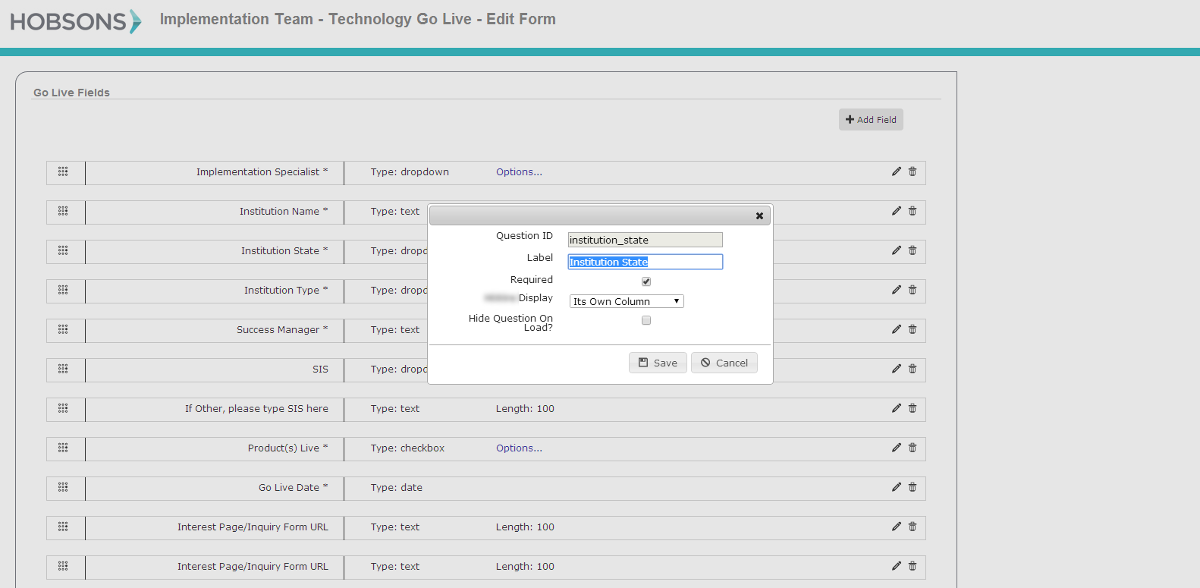 HOBSONS
Implementation Team - Technology Go Live - Edit Form
Go Live Fields
Add Field
Implementation Specialist * Type: dropdown Options...
Institution Name * Type: text
Institution State * Type: dropd
Institution Type * Type: dropd
Success Manager * Type: text
SIS Type: dropd
If Other, please type SIS here Type: text Length: 100
Product(s) Live * Type: checkbox Options...
Go Live Date * Type: date
Interest Page/Inquiry Form URL Type: text Length: 100
Interest Page/Inquiry Form URL Type: text Length: 100
Question ID institution_state
Label Institution State
Required
Display Its Own Column
Hide Question On
Load?
Save Cancel